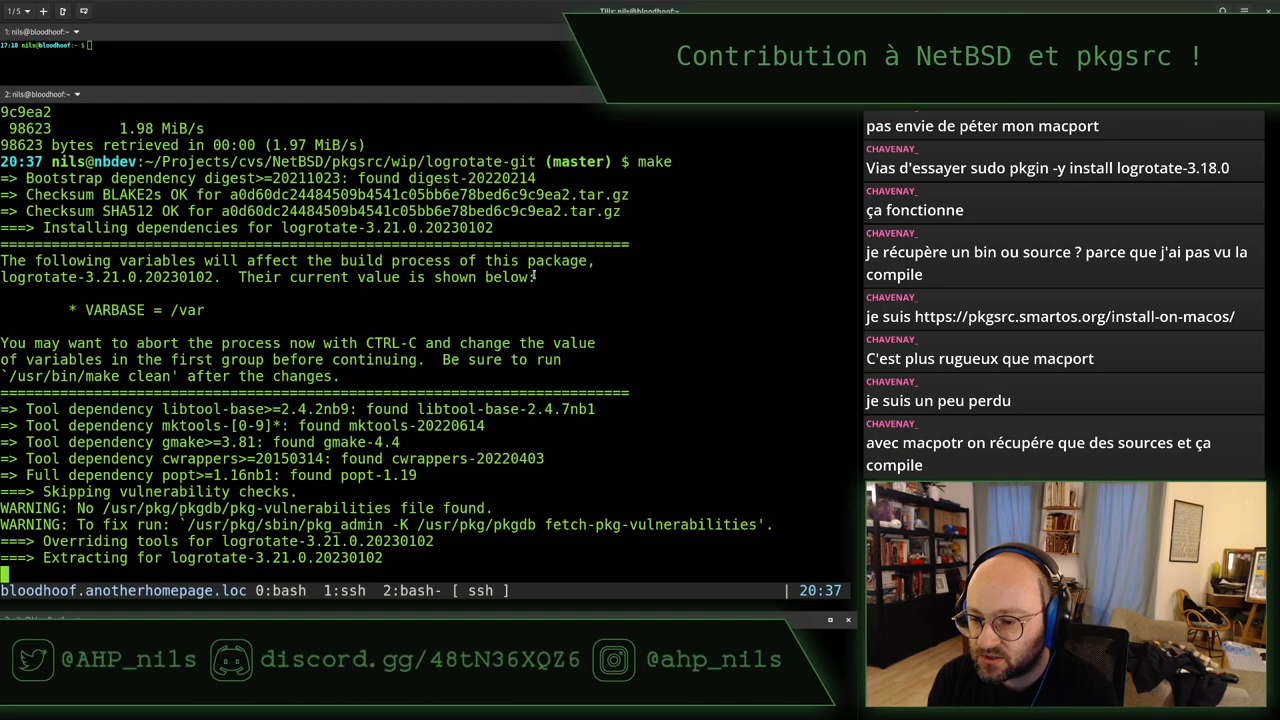 1/5
Tilix: nils@bloodhoof:~
1: nils@bloodhoof:~
17:18 nils@bloodhoof:~ $
2: nils@bloodhoof:~
9c9ea2
98623 1.98 MiB/s
98623 bytes retrieved in 00:00 (1.97 MiB/s)
20:37 nils@nbdev:~/Projects/cvs/NetBSD/pkgsrc/wip/logrotate-git (master) $ make
=> Bootstrap dependency digest>=20211023: found digest-20220214
=> Checksum BLAKE2s OK for a0d60dc24484509b4541c05bb6e78bed6c9c9ea2.tar.gz
=> Checksum SHA512 OK for a0d60dc24484509b4541c05bb6e78bed6c9c9ea2.tar.gz
===> Installing dependencies for logrotate-3.21.0.20230102
==========================================================================
The following variables will affect the build process of this package,
logrotate-3.21.0.20230102.  Their current value is shown below:
* VARBASE = /var
You may want to abort the process now with CTRL-C and change the value
of variables in the first group before continuing.  Be sure to run
`/usr/bin/make clean' after the changes.
==========================================================================
=> Tool dependency libtool-base>=2.4.2nb9: found libtool-base-2.4.7nb1
=> Tool dependency mktools-[0-9]*: found mktools-20220614
=> Tool dependency gmake>=3.81: found gmake-4.4
=> Tool dependency cwrappers>=20150314: found cwrappers-20220403
=> Full dependency popt>=1.16nb1: found popt-1.19
===> Skipping vulnerability checks.
WARNING: No /usr/pkg/pkgdb/pkg-vulnerabilities file found.
WARNING: To fix run: `/usr/pkg/sbin/pkg_admin -K /usr/pkg/pkgdb fetch-pkg-vulnerabilities'.
===> Overriding tools for logrotate-3.21.0.20230102
===> Extracting for logrotate-3.21.0.20230102
bloodhoof.anotherhomepage.loc 0:bash 1:ssh 2:bash- [ ssh ] | 20:37
Contribution à NetBSD et pkgsrc !
pas envie de péter mon macport
CHAVENAY_
Vias d'essayer sudo pkgin -y install logrotate-3.18.0
CHAVENAY_
ça fonctionne
CHAVENAY_
je récupère un bin ou source ? parce que j'ai pas vu la
compile
CHAVENAY_
je suis https://pkgsrc.smartos.org/install-on-macos/
CHAVENAY_
C'est plus rugueux que macport
CHAVENAY_
je suis un peu perdu
CHAVENAY_
avec macpotr on récupére que des sources et ça
compile
@AHP_nils
discord.gg/48tN36XQZ6
@ahp_nils